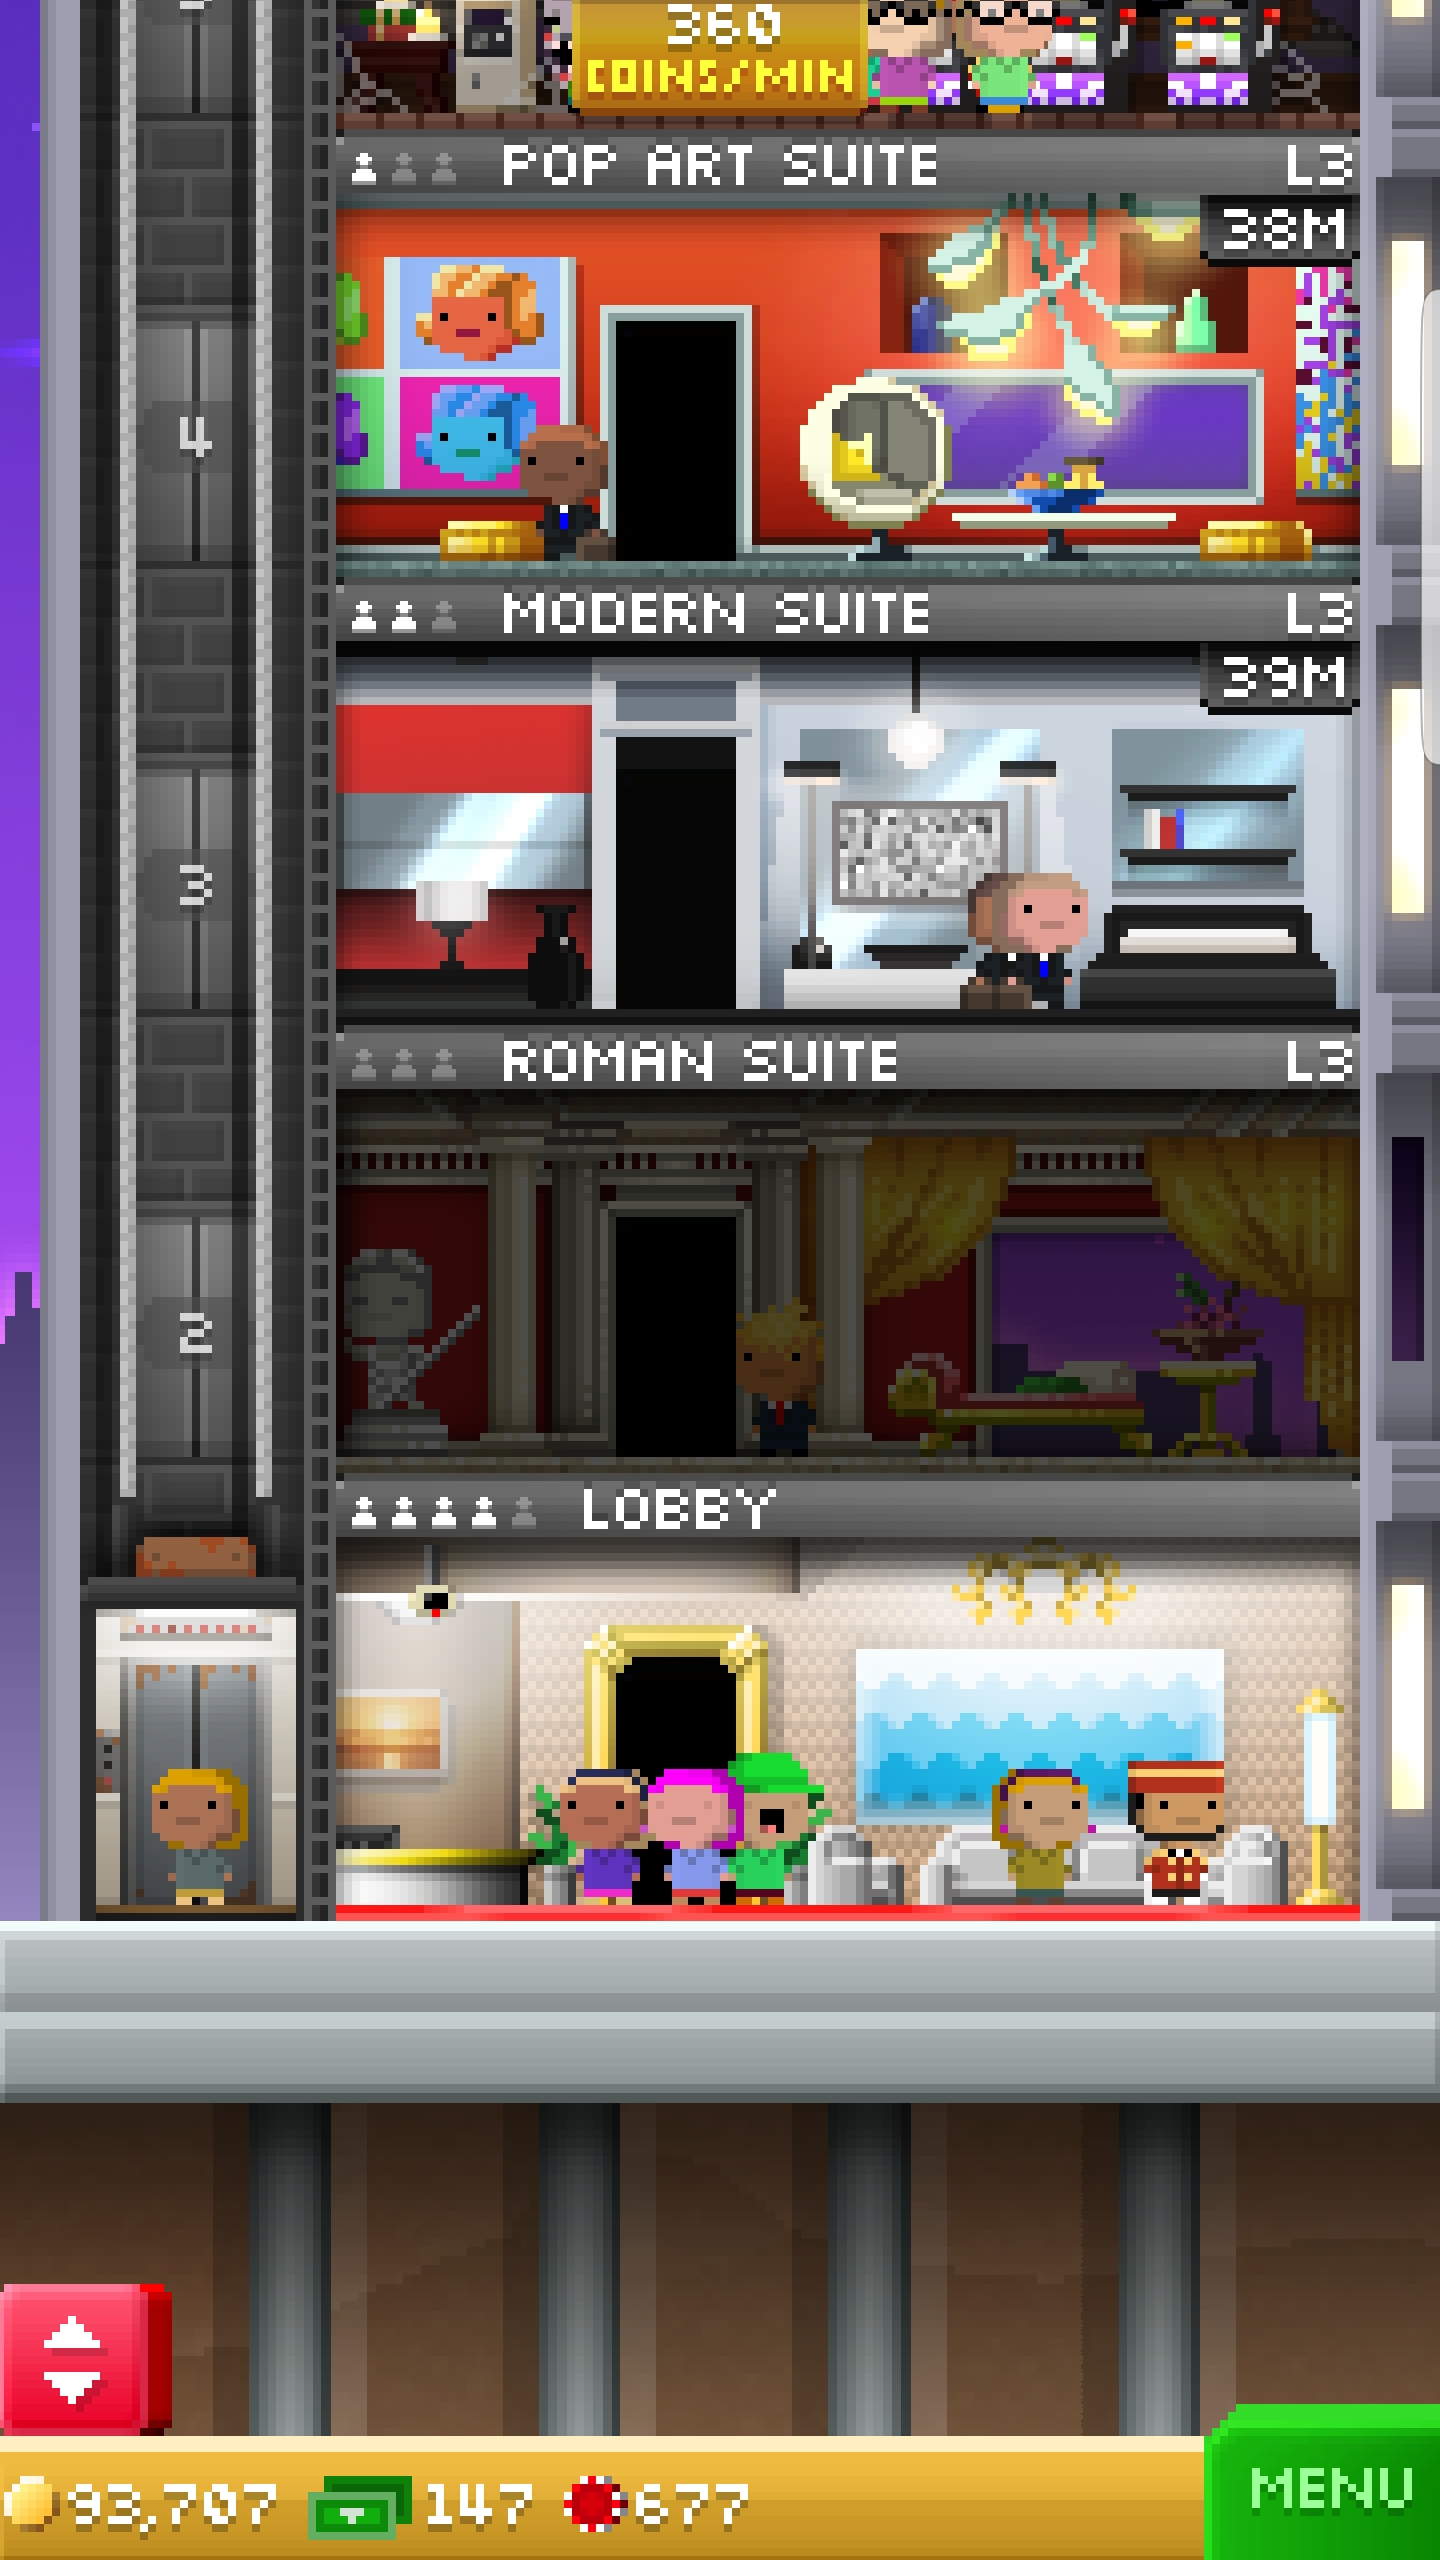 360
COINS/MIN
POP ART SUITE L3
38M
4
MODERN SUITE L3
39M
3
ROMAN SUITE L3
2
LOBBY
93,707 147 677
MENU